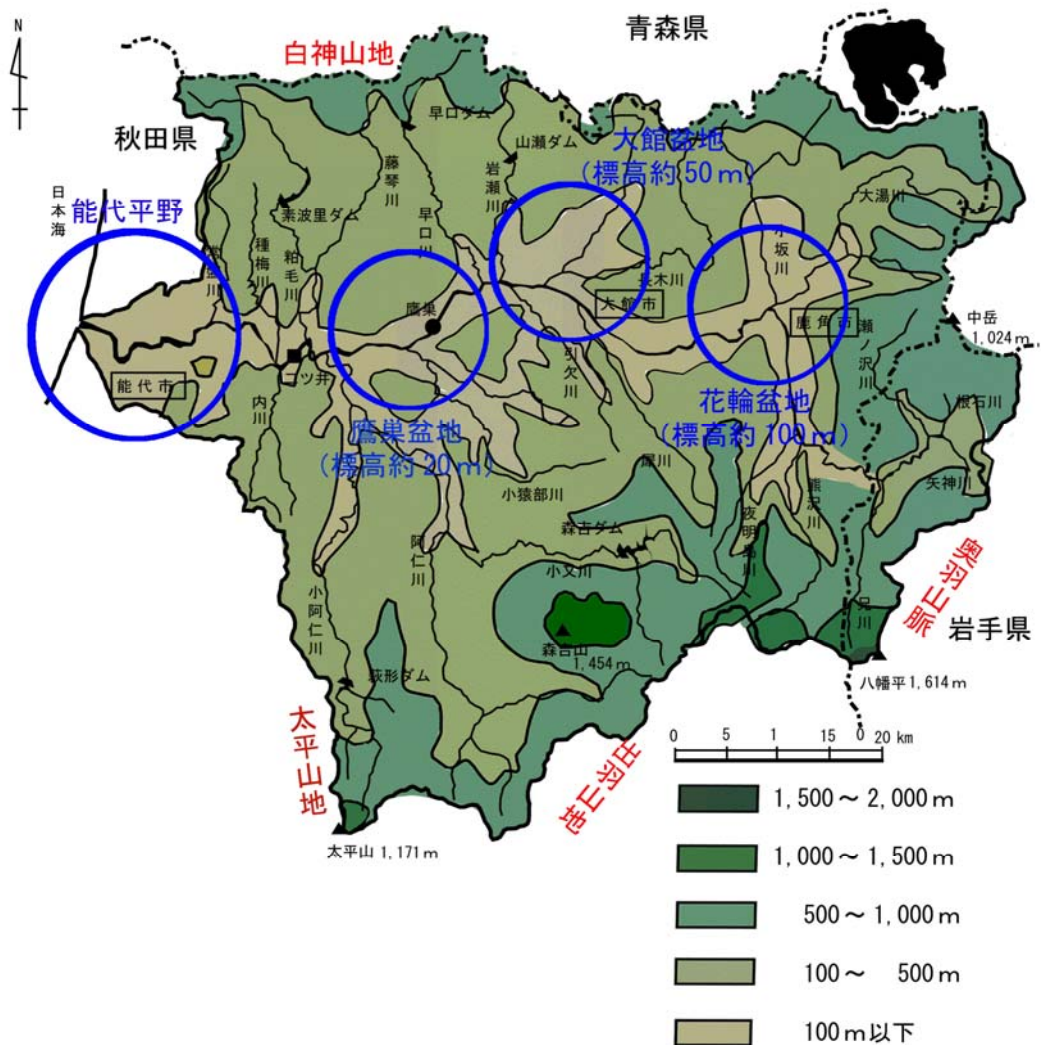 N
青森県
白神山地
秋田県
早口ダム
山瀬ダム
大館盆地
(標高約50m)
日本海
能代平野
藤琴川
岩瀬川
早口川
素波里ダム
種梅川
粕毛川
大湯川
小坂川
長木川
大館市
鹿角市
瀬ノ沢川
中岳
1,024m
鷹巣
能代市
二ツ井
内川
引欠川
根石川
鷹巣盆地
(標高約20m)
花輪盆地
(標高約100m)
犀川
小猿部川
矢神川
熊沢川
夜明島川
森吉ダム
小又川
阿仁川
小阿仁川
兄川
奥羽山脈
岩手県
森吉山
1,454m
八幡平1,614m
萩形ダム
太平山地
出羽山地
太平山 1,171m
0 5 1 15 0 20 km
1,500～2,000m
1,000～1,500m
500～1,000m
100～ 500m
100m以下